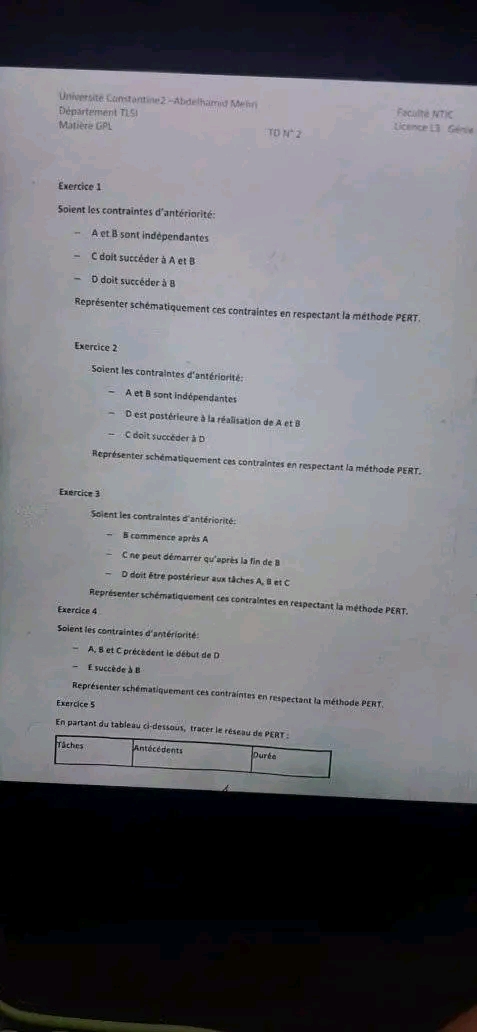 Université Constantine2 –Abdelhamid Mehri
Faculté NTIC
Département TLSI
Licence L3 Génie
Matière GPL
TD N° 2
Exercice 1
Soient les contraintes d'antériorité:
– A et B sont indépendantes
– C doit succéder à A et B
– D doit succéder à B
Représenter schématiquement ces contraintes en respectant la méthode PERT.
Exercice 2
Soient les contraintes d'antériorité:
– A et B sont indépendantes
– D est postérieure à la réalisation de A et B
– C doit succéder à D
Représenter schématiquement ces contraintes en respectant la méthode PERT.
Exercice 3
Soient les contraintes d'antériorité:
– B commence après A
– C ne peut démarrer qu'après la fin de B
– D doit être postérieur aux tâches A, B et C
Représenter schématiquement ces contraintes en respectant la méthode PERT.
Exercice 4
Soient les contraintes d'antériorité:
– A, B et C précèdent le début de D
– E succède à B
Représenter schématiquement ces contraintes en respectant la méthode PERT.
Exercice 5
En partant du tableau ci-dessous, tracer le réseau de PERT :
Tâches Antécédents Durée